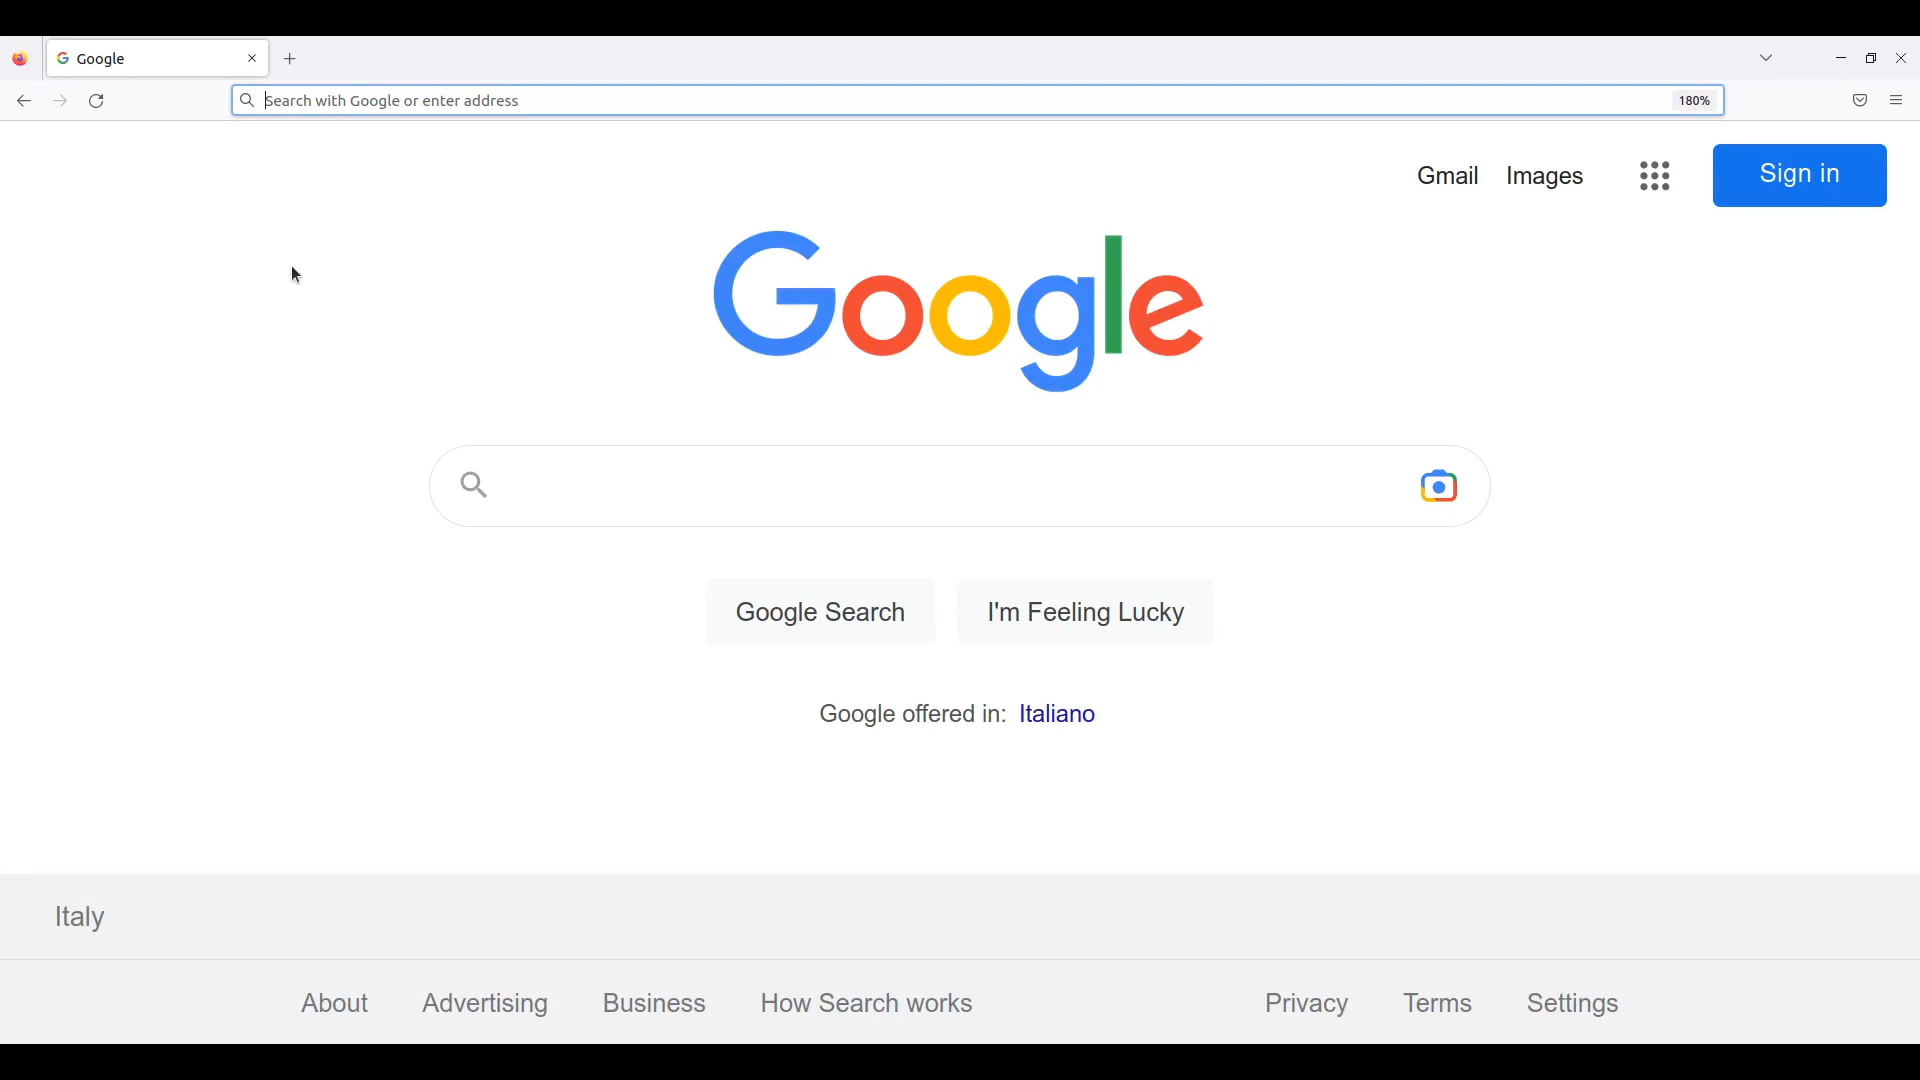 Google
Search with Google or enter address 180%
Gmail Images Sign in
Google
Google Search I'm Feeling Lucky
Google offered in: Italiano
Italy
About Advertising Business How Search works Privacy Terms Settings